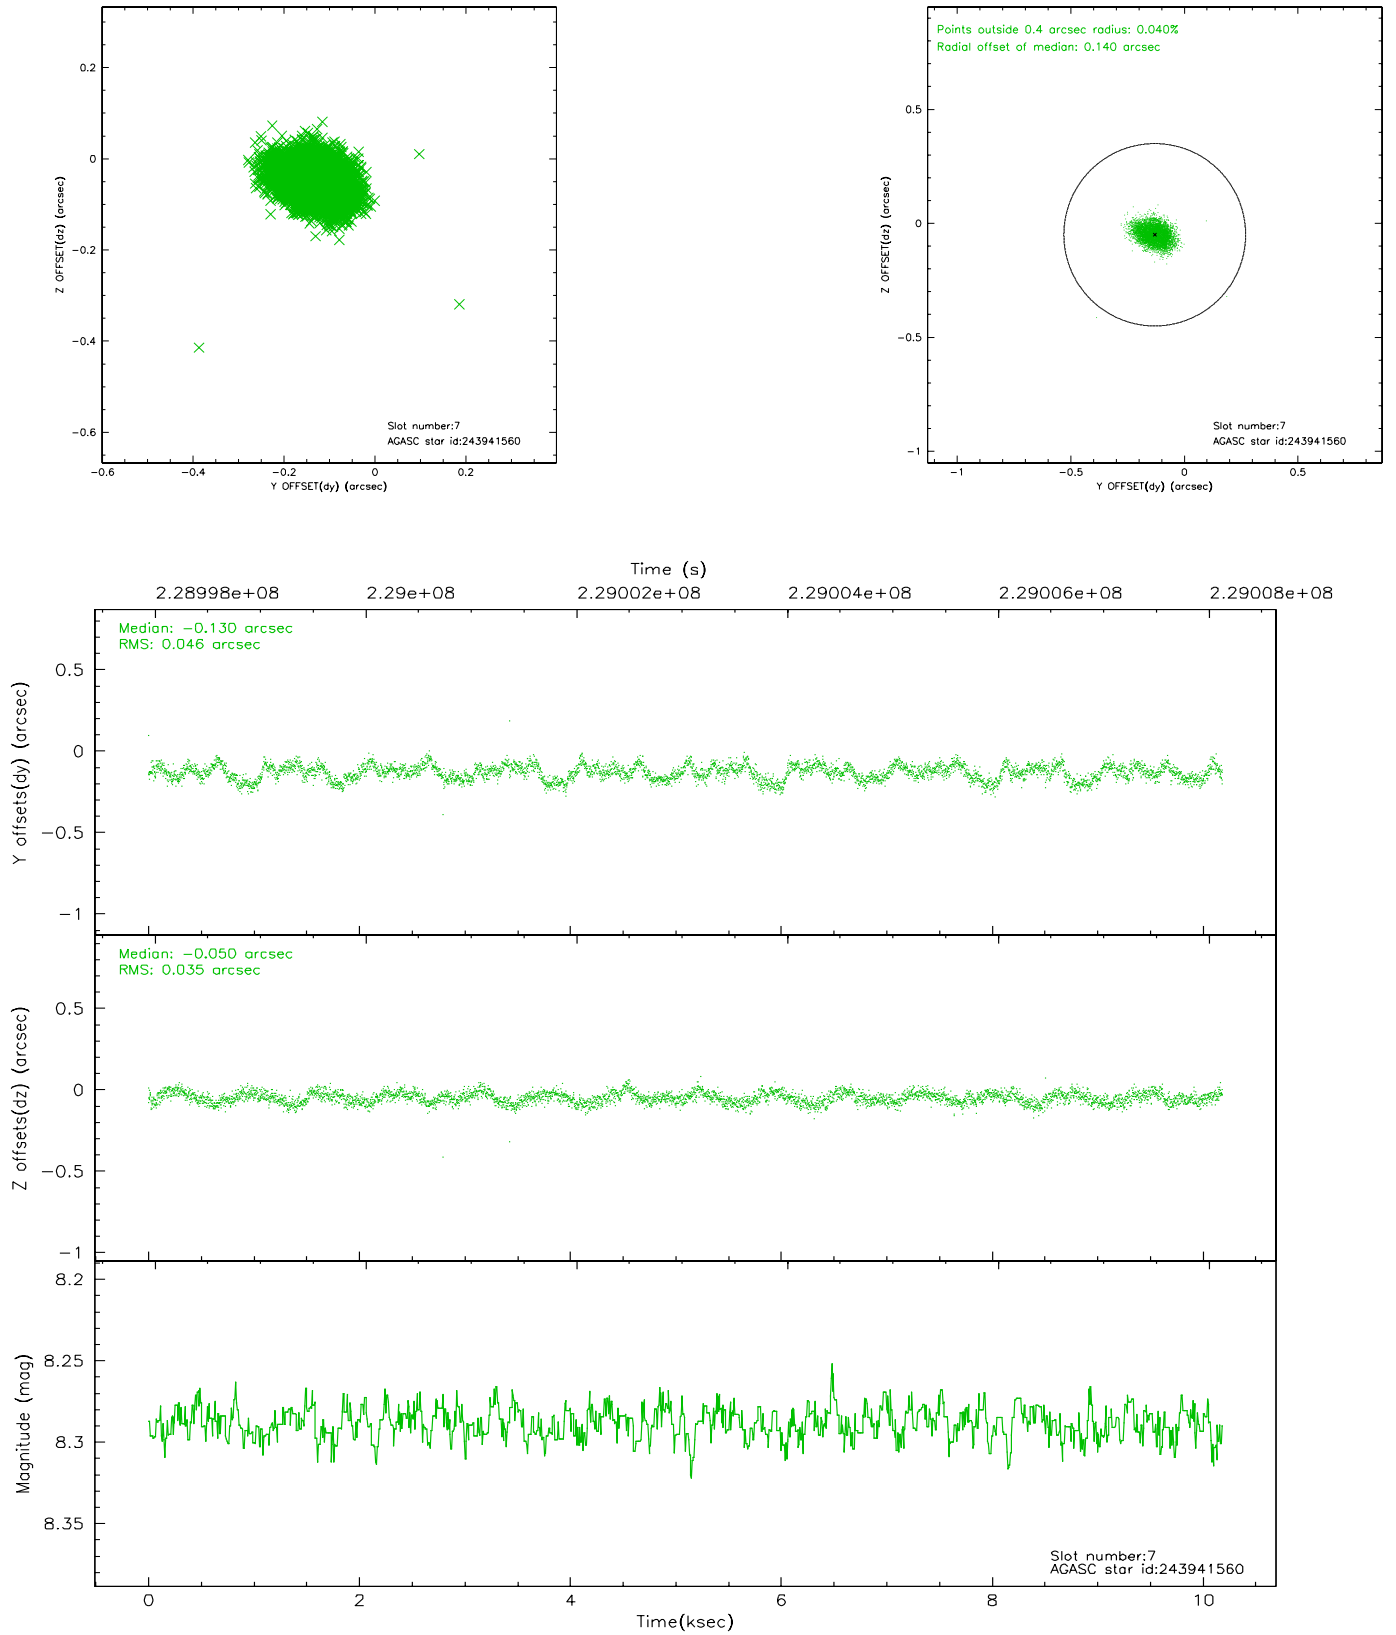 0.2
0
-0.2
-0.4
-0.6
Z OFFSET(dz) (arcsec)
Slot number:7
AGASC star id:243941560
-0.6 -0.4 -0.2 0 0.2
Y OFFSET(dy) (arcsec)
Points outside 0.4 arcsec radius: 0.040%
Radial offset of median: 0.140 arcsec
0.5
0
-0.5
-1
Z OFFSET(dz) (arcsec)
Slot number:7
AGASC star id:243941560
-1 -0.5 0 0.5
Y OFFSET(dy) (arcsec)
Time (s)
2.28998e+08 2.29e+08 2.29002e+08 2.29004e+08 2.29006e+08 2.29008e+08
Median: -0.130 arcsec
RMS: 0.046 arcsec
0.5
0
-0.5
-1
Y offsets(dy) (arcsec)
Median: -0.050 arcsec
RMS: 0.035 arcsec
0.5
0
-0.5
-1
Z offsets(dz) (arcsec)
8.2
8.25
8.3
8.35
Magnitude (mag)
Slot number:7
AGASC star id:243941560
0 2 4 6 8 10
Time(ksec)